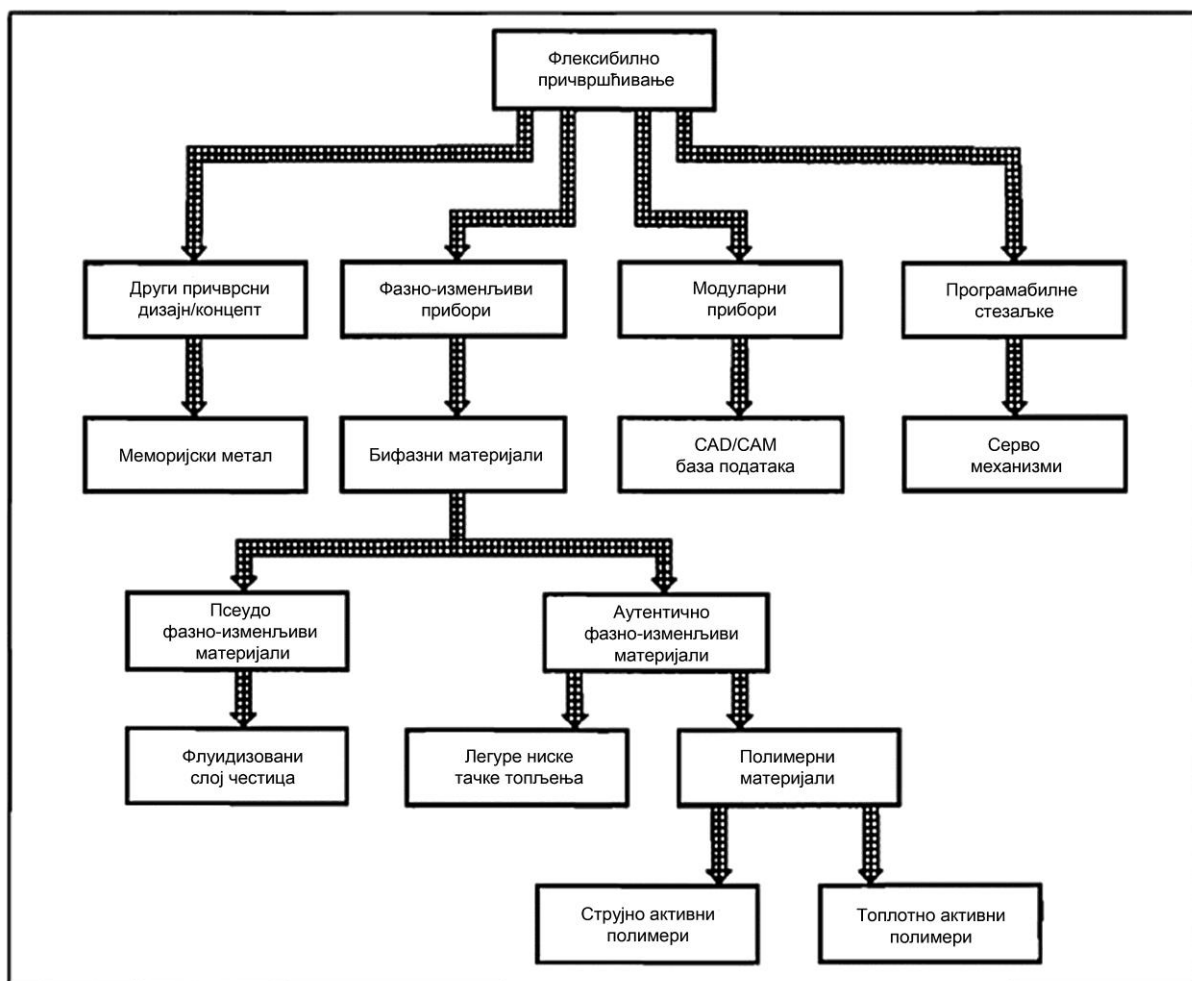 Флексибилно
причвршћивање
Други причврсни
дизајн/концепт
Фазно-изменљиви
прибори
Модуларни
прибори
Програмабилне
стезаљке
Меморијски метал
Бифазни материјали
CAD/CAM
база података
Серво
механизми
Псеудо
фазно-изменљиви
материјали
Аутентично
фазно-изменљиви
материјали
Флуидизовани
слој честица
Легуре ниске
тачке топљења
Полимерни
материјали
Струјно активни
полимери
Топлотно активни
полимери